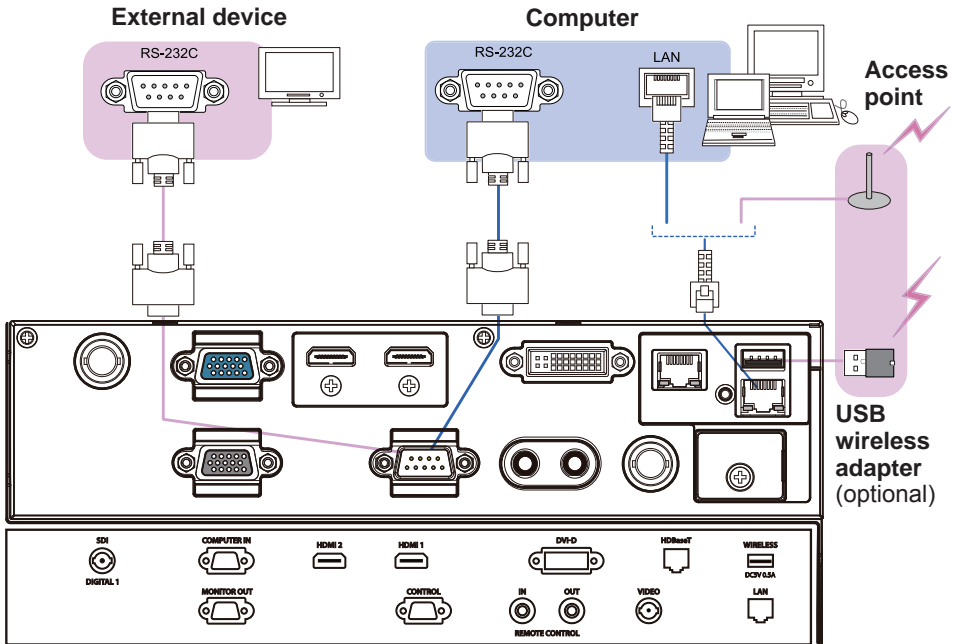 External device
Computer
RS-232C
RS-232C
LAN
Access
point
USB
wireless
adapter
(optional)
SDI
DIGITAL 1
COMPUTER IN
HDMI 2
HDMI 1
DVI-D
HDBaseT
WIRELESS
DC5V 0.5A
MONITOR OUT
CONTROL
IN
OUT
REMOTE CONTROL
VIDEO
LAN